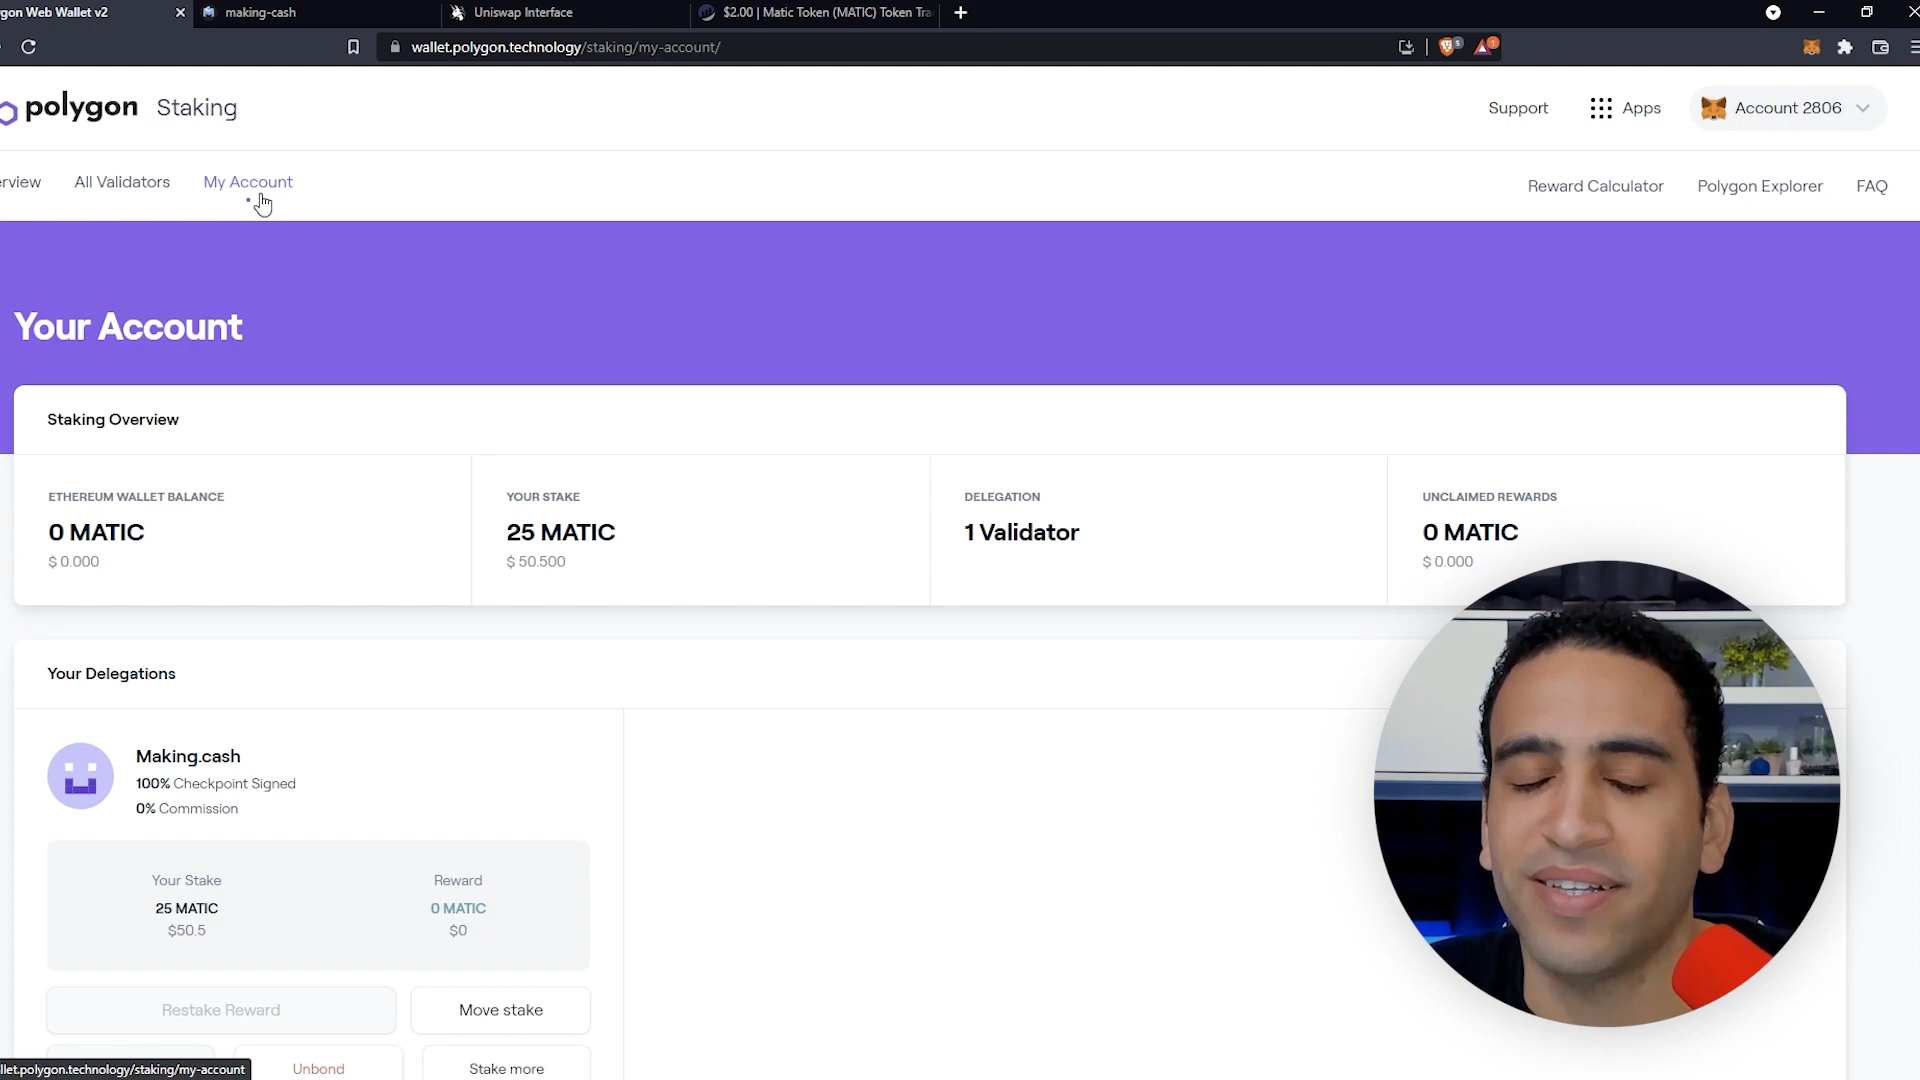 gon Web Wallet v2
making-cash
Uniswap Interface
$2.00 | Matic Token (MATIC) Token Tra
wallet.polygon.technology/staking/my-account/
polygon Staking
Support
Apps
Account 2806
erview
All Validators
My Account
Reward Calculator
Polygon Explorer
FAQ
Your Account
Staking Overview
ETHEREUM WALLET BALANCE
0 MATIC
$ 0.000
YOUR STAKE
25 MATIC
$ 50.500
DELEGATION
1 Validator
UNCLAIMED REWARDS
0 MATIC
$ 0.000
Your Delegations
Making.cash
100% Checkpoint Signed
0% Commission
Your Stake
25 MATIC
$50.5
Reward
0 MATIC
$0
Restake Reward
Move stake
Unbond
Stake more
llet.polygon.technology/staking/my-account